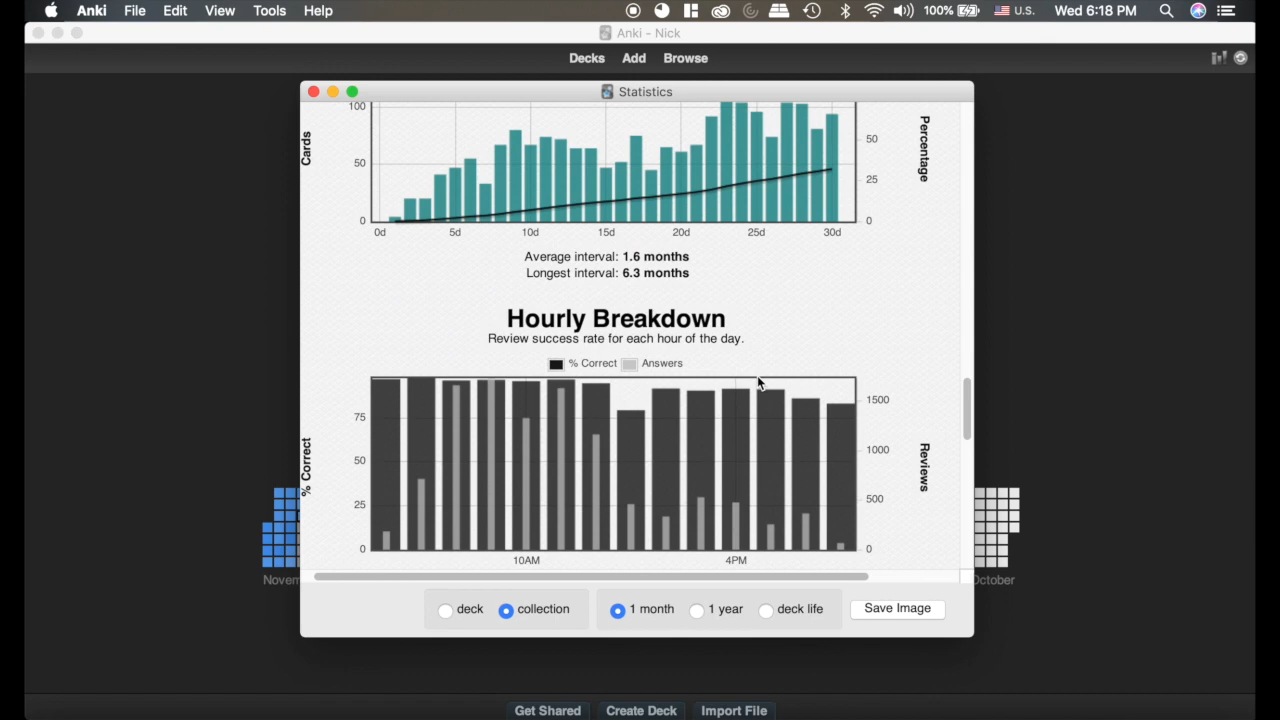 Anki File Edit View Tools Help 100% U.S. Wed 6:18 PM
Anki - Nick
Decks Add Browse
Statistics
100
50
0
Cards
50
25
0
Percentage
0d 5d 10d 15d 20d 25d 30d
Average interval: 1.6 months
Longest interval: 6.3 months
Hourly Breakdown
Review success rate for each hour of the day.
% Correct Answers
75
50
25
0
% Correct
1500
1000
500
0
Reviews
10AM 4PM
Novem
October
deck collection 1 month 1 year deck life Save Image
Get Shared Create Deck Import File